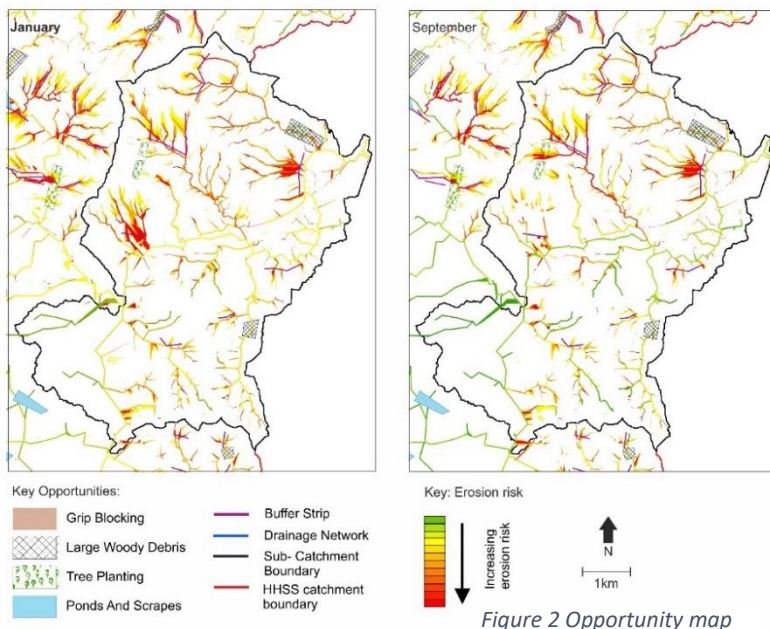 January
September
Key Opportunities:
Grip Blocking
Large Woody Debris
Tree Planting
Ponds And Scrapes
Buffer Strip
Drainage Network
Sub- Catchment
Boundary
HHSS catchment
boundary
Key: Erosion risk
Increasing
erosion risk
N
1km
Figure 2 Opportunity map